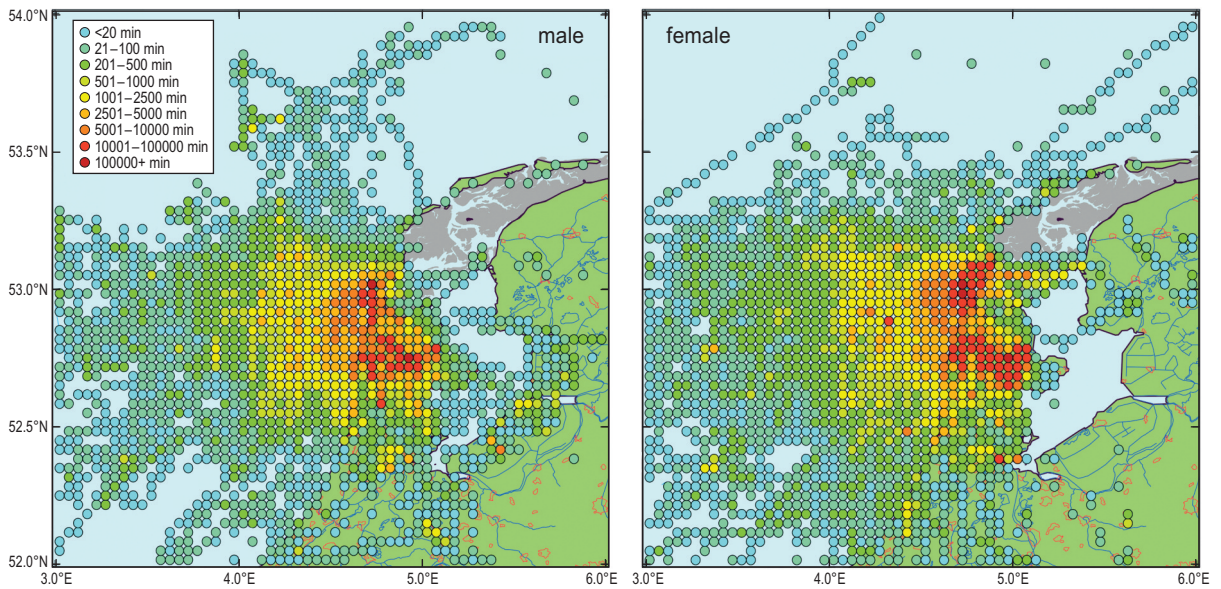 54.0°N
<20 min
21–100 min
201–500 min
501–1000 min
1001–2500 min
2501–5000 min
5001–10000 min
10001–100000 min
100000+ min
male
female
53.5°N
53.0°N
52.5°N
52.0°N
3.0°E
4.0°E
5.0°E
6.0°E
3.0°E
4.0°E
5.0°E
6.0°E